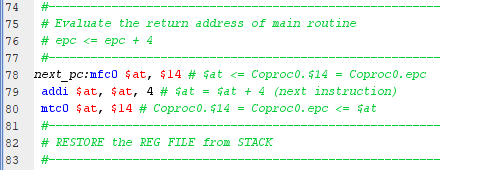 74 #--------------------------------------------------------
75 # Evaluate the return address of main routine
76 # epc <= epc + 4
77 #--------------------------------------------------------
78 next_pc:mfc0 $at, $14 # $at <= Coproc0.$14 = Coproc0.epc
79 addi $at, $at, 4 # $at = $at + 4 (next instruction)
80 mtc0 $at, $14 # Coproc0.$14 = Coproc0.epc <= $at
81 #--------------------------------------------------------
82 # RESTORE the REG FILE from STACK
83 #--------------------------------------------------------